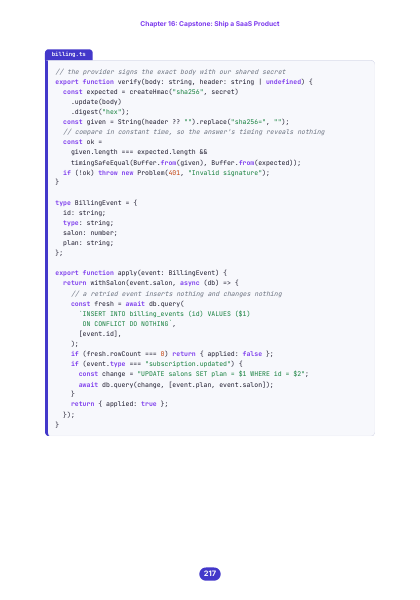 Chapter 16: Capstone: Ship a SaaS Product
billing.ts
// the provider signs the exact body with our shared secret
export function verify(body: string, header: string | undefined) {
  const expected = createHmac("sha256", secret)
    .update(body)
    .digest("hex");
  const given = String(header ?? "").replace("sha256=", "");
  // compare in constant time, so the answer's timing reveals nothing
  const ok =
    given.length === expected.length &&
    timingSafeEqual(Buffer.from(given), Buffer.from(expected));
  if (!ok) throw new Problem(401, "Invalid signature");
}

type BillingEvent = {
  id: string;
  type: string;
  salon: number;
  plan: string;
};

export function apply(event: BillingEvent) {
  return withSalon(event.salon, async (db) => {
    // a retried event inserts nothing and changes nothing
    const fresh = await db.query(
      `INSERT INTO billing_events (id) VALUES ($1)
       ON CONFLICT DO NOTHING`,
      [event.id],
    );
    if (fresh.rowCount === 0) return { applied: false };
    if (event.type === "subscription.updated") {
      const change = "UPDATE salons SET plan = $1 WHERE id = $2";
      await db.query(change, [event.plan, event.salon]);
    }
    return { applied: true };
  });
}
217